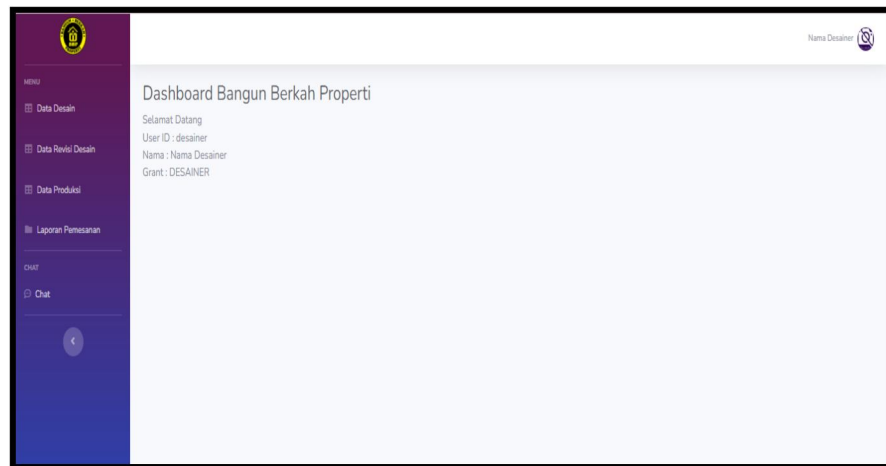 Nama Desainer
MENU
Data Desain
Data Revisi Desain
Data Produksi
Laporan Pemesanan
CHAT
Chat
Dashboard Bangun Berkah Properti
Selamat Datang
User ID : desainer
Nama : Nama Desainer
Grant : DESAINER